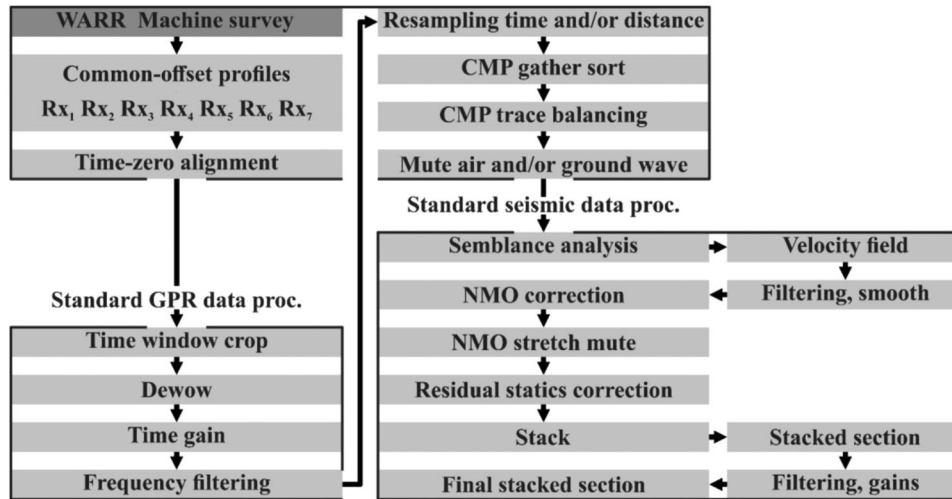 WARR Machine survey
Common-offset profiles
Rx₁ Rx₂ Rx₃ Rx₄ Rx₅ Rx₆ Rx₇
Time-zero alignment
Standard GPR data proc.
Time window crop
Dewow
Time gain
Frequency filtering
Resampling time and/or distance
CMP gather sort
CMP trace balancing
Mute air and/or ground wave
Standard seismic data proc.
Semblance analysis
Velocity field
Filtering, smooth
NMO correction
NMO stretch mute
Residual statics correction
Stack
Stacked section
Filtering, gains
Final stacked section